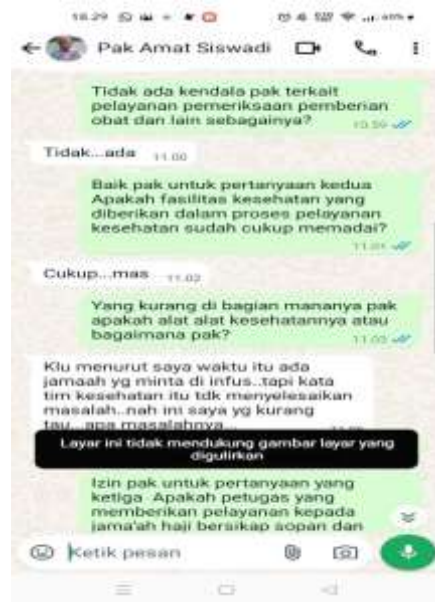 18.29
Pak Amat Siswadi
Tidak ada kendala pak terkait
pelayanan pemeriksaan pemberian
obat dan lain sebagainya?
10.59
Tidak...ada 11.00
Baik pak untuk pertanyaan kedua
Apakah fasilitas kesehatan yang
diberikan dalam proses pelayanan
kesehatan sudah cukup memadai?
11.01
Cukup...mas 11.02
Yang kurang di bagian mananya pak
apakah alat alat kesehatannya atau
bagaimana pak?
11.03
Klu menurut saya waktu itu ada
jamaah yg minta di infus..tapi kata
tim kesehatan itu tdk menyelesaikan
masalah..nah ini saya yg kurang
tau...apa masalahnya...
Layar ini tidak mendukung gambar layar yang
digulirkan
Izin pak untuk pertanyaan yang
ketiga Apakah petugas yang
memberikan pelayanan kepada
jama'ah haji bersikap sopan dan
Ketik pesan